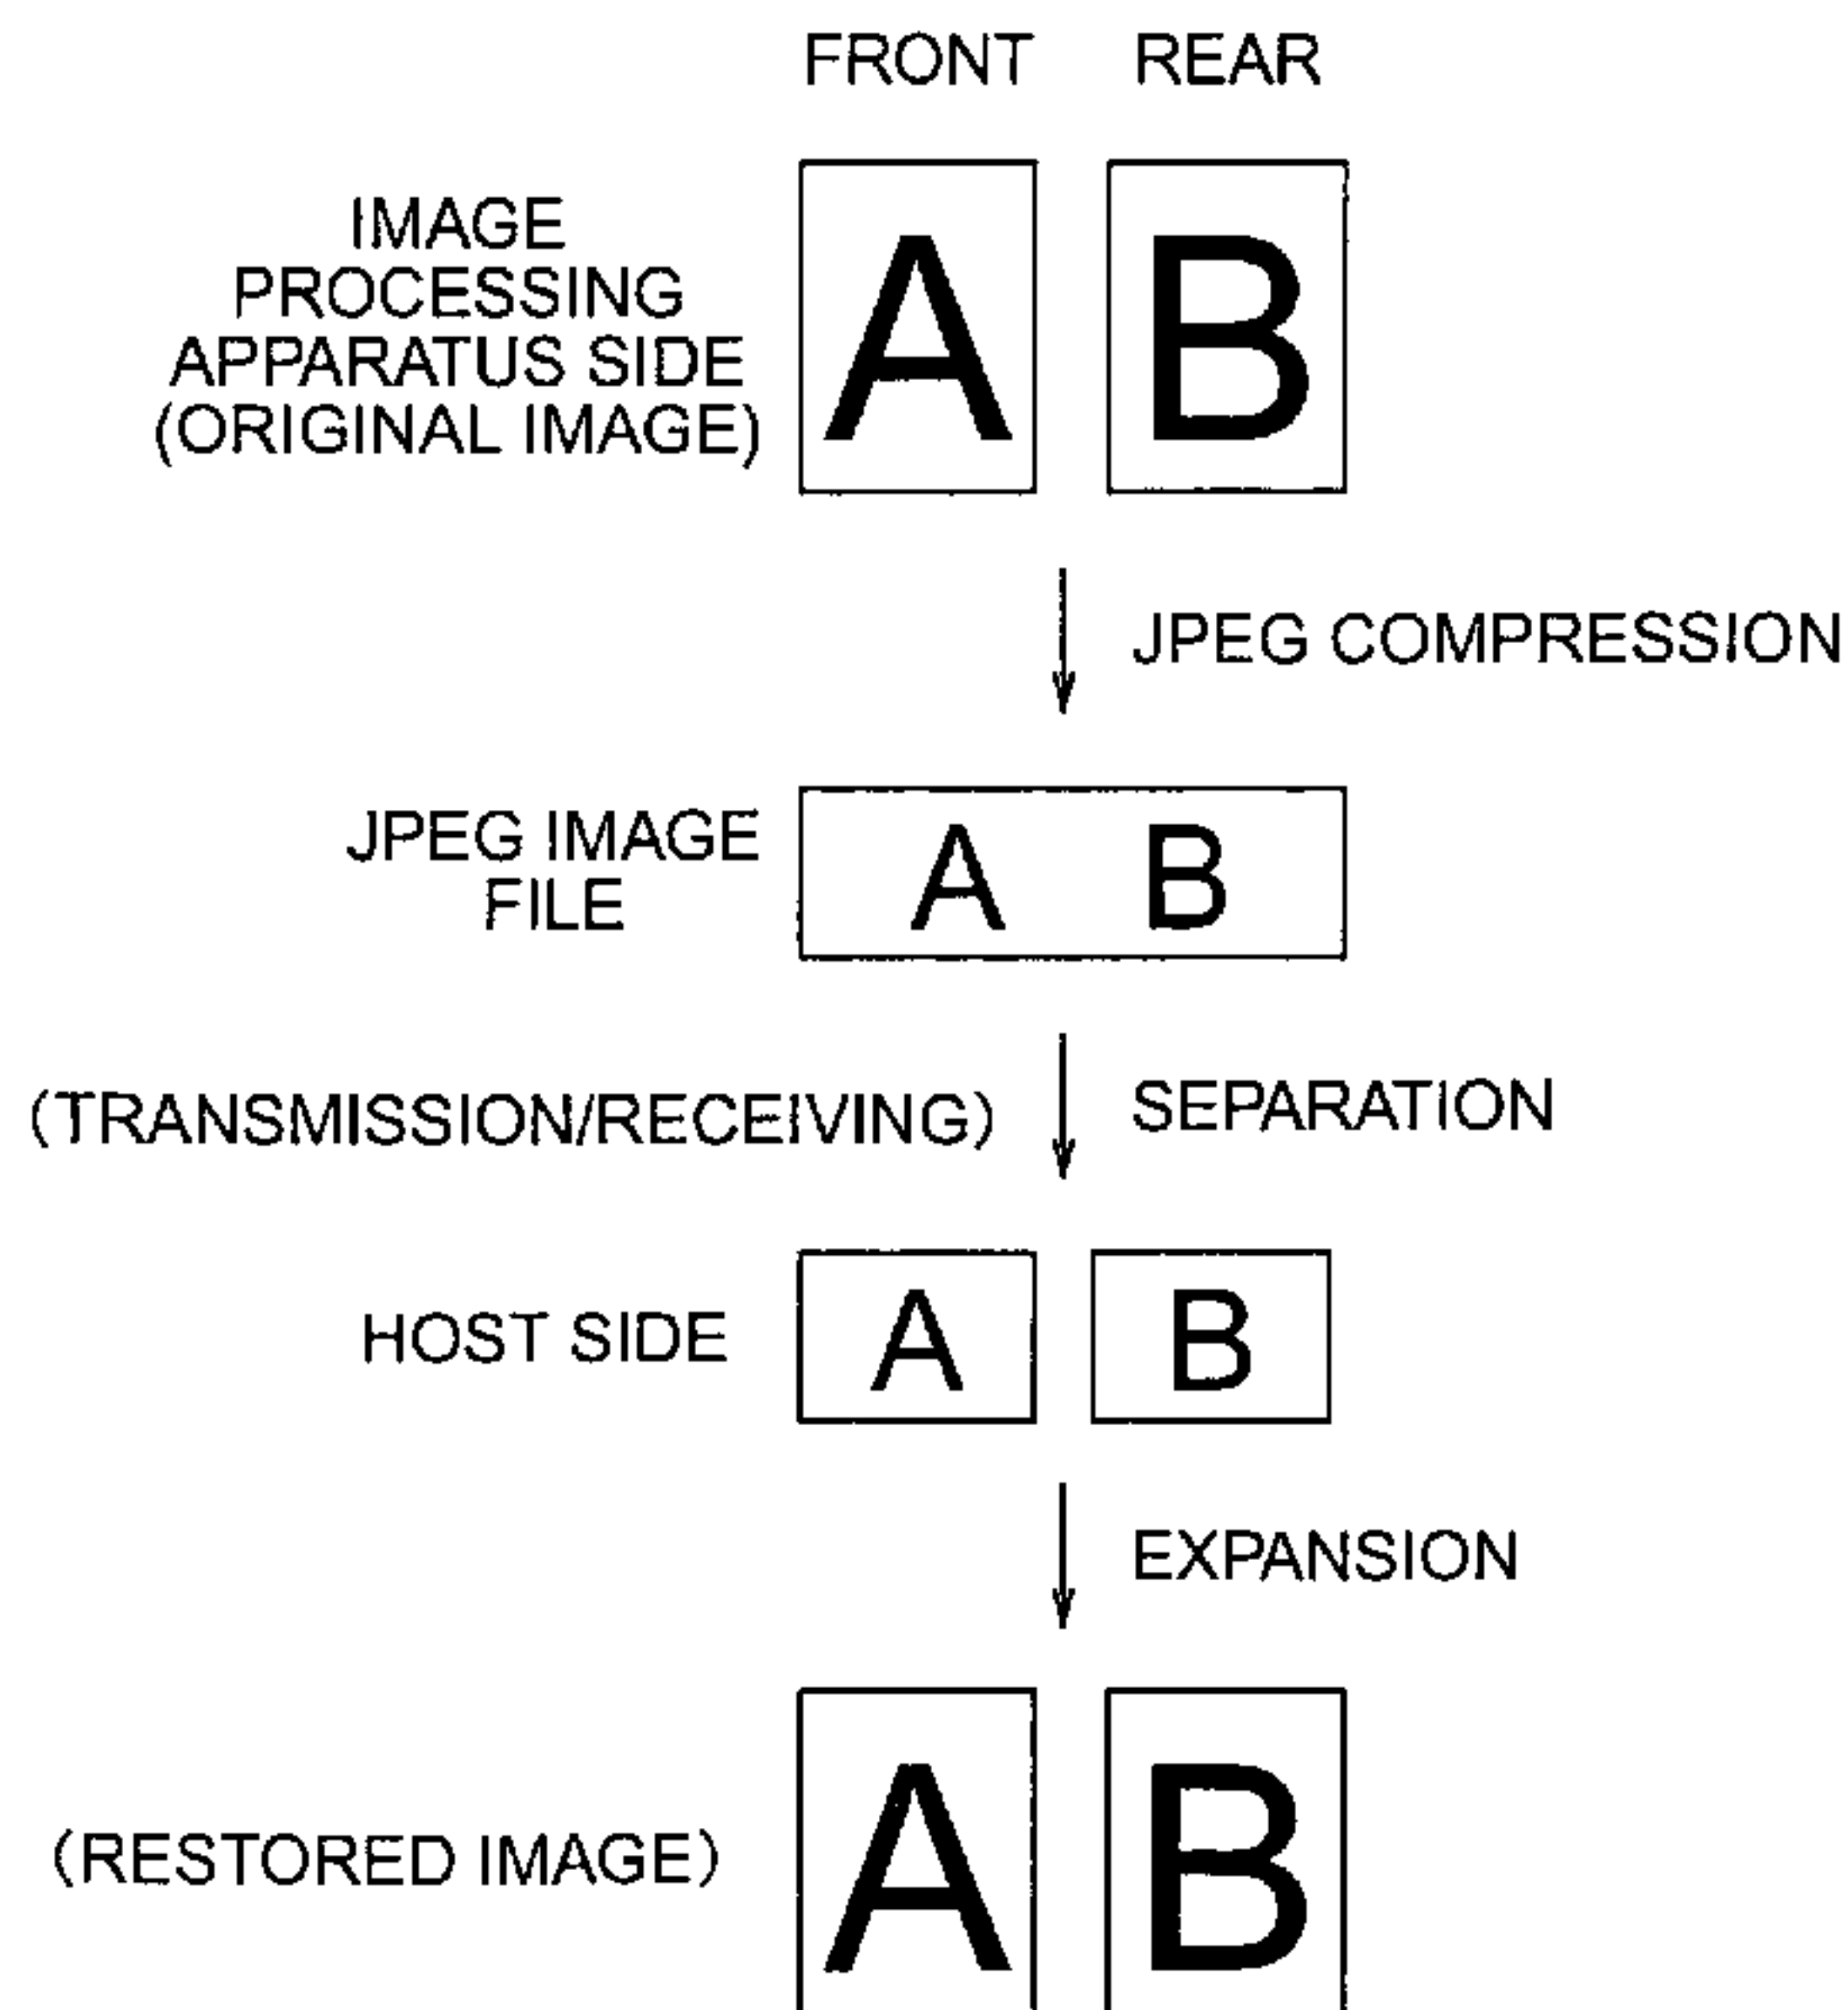 FRONT REAR
IMAGE
PROCESSING
APPARATUS SIDE
(ORIGINAL IMAGE)
A B
JPEG COMPRESSION
JPEG IMAGE
FILE
A B
(TRANSMISSION/RECEIVING)
SEPARATION
HOST SIDE
A B
EXPANSION
(RESTORED IMAGE)
A B